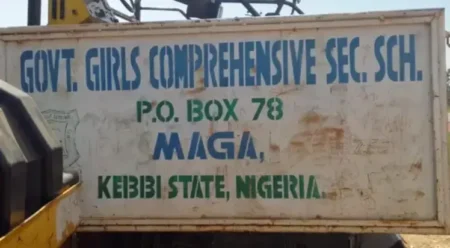 GOVT. GIRLS COMPREHENSIVE SEC. SCH.
P.O. BOX 78
MAGA,
KEBBI STATE, NIGERIA.